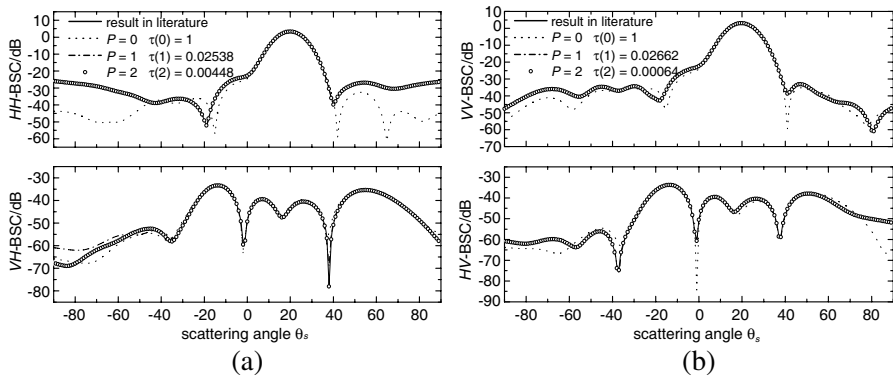 result in literature
P = 0 τ(0) = 1
P = 1 τ(1) = 0.02538
P = 2 τ(2) = 0.00448
HH-BSC/dB
10
0
-10
-20
-30
-40
-50
-60
VH-BSC/dB
-30
-40
-50
-60
-70
-80
-80 -60 -40 -20 0 20 40 60 80
scattering angle θs
(a)
result in literature
P = 0 τ(0) = 1
P = 1 τ(1) = 0.02662
P = 2 τ(2) = 0.00064
VV-BSC/dB
10
0
-10
-20
-30
-40
-50
-60
-70
HV-BSC/dB
-30
-40
-50
-60
-70
-80
-90
-80 -60 -40 -20 0 20 40 60 80
scattering angle θs
(b)